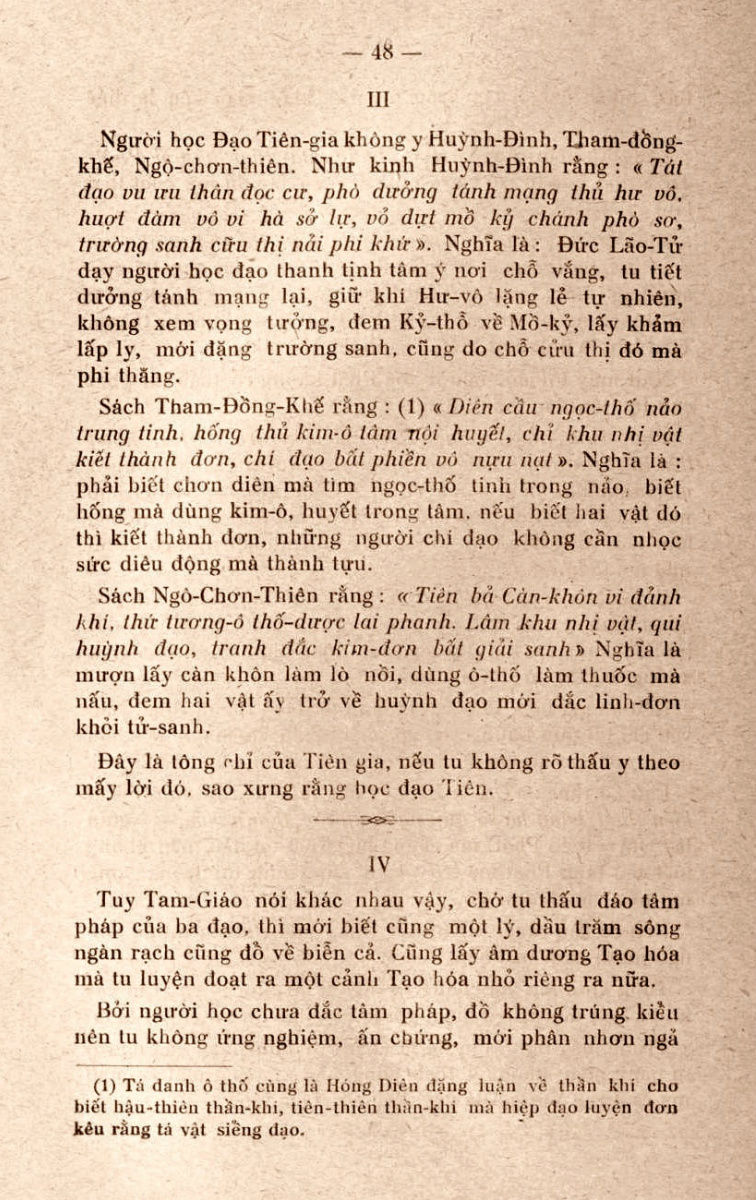 — 48 —
III
Người học Đạo Tiên-gia không y Huỳnh-Đình, Tham-đồng-
khế, Ngộ-chơn-thiên. Như kinh Huỳnh-Đình rằng : « Tát
đạo vu ưu thân đọc cư, phò dưởng tánh mạng thủ hư vô,
huợt đàm vô vi hà sở lự, vỏ dựt mồ kỷ chánh phò sơ,
trường sanh cữu thị nải phi khứ ». Nghĩa là : Đức Lão-Tử
dạy người học đạo thanh tịnh tâm ý nơi chỗ vắng, tu tiết
dưởng tánh mạng lại, giữ khí Hư-vô lặng lẻ tự nhiên,
không xem vọng tưởng, đem Kỷ-thổ về Mồ-kỷ, lấy khảm
lấp ly, mới đặng trường sanh, cũng do chỗ cửu thị đó mà
phi thăng.
Sách Tham-Đồng-Khế rằng : (1) « Diên cầu ngọc-thố nảo
trung tinh, hống thủ kim-ô tâm nội huyết, chỉ khu nhị vật
kiết thành đơn, chí đạo bất phiền vô nựu nạt ». Nghĩa là :
phải biết chơn diên mà tìm ngọc-thố tinh trong nảo, biết
hống mà dùng kim-ô, huyết trong tâm, nếu biết hai vật đó
thì kiết thành đơn, những người chí đạo không cần nhọc
sức diêu động mà thành tựu.
Sách Ngô-Chơn-Thiên rằng : « Tiên bả Càn-khôn vi đảnh
khí, thứ tương-ô thố-dược lai phanh. Lâm khu nhị vật, qui
huỳnh đạo, tranh đắc kim-đơn bất giải sanh » Nghĩa là
mượn lấy càn khôn làm lò nồi, dùng ô-thố làm thuốc mà
nấu, đem hai vật ấy trở về huỳnh đạo mới đắc linh-đơn
khỏi tử-sanh.
Đây là tông chỉ của Tiên gia, nếu tu không rõ thấu y theo
mấy lời đó, sao xưng rằng học đạo Tiên.
IV
Tuy Tam-Giáo nói khác nhau vậy, chớ tu thấu đáo tâm
pháp của ba đạo, thì mới biết cũng một lý, dầu trăm sông
ngàn rạch cũng đổ về biển cả. Cũng lấy âm dương Tạo hóa
mà tu luyện đoạt ra một cảnh Tạo hóa nhỏ riêng ra nữa.
Bởi người học chưa đắc tâm pháp, đồ không trúng kiểu
nên tu không ứng nghiệm, ấn chứng, mới phân nhơn ngả
(1) Tá danh ô thố cùng là Hóng Diên đặng luận về thần khí cho
biết hậu-thiên thần-khí, tiên-thiên thần-khí mà hiệp đạo luyện đơn
kêu rằng tá vật siềng đạo.